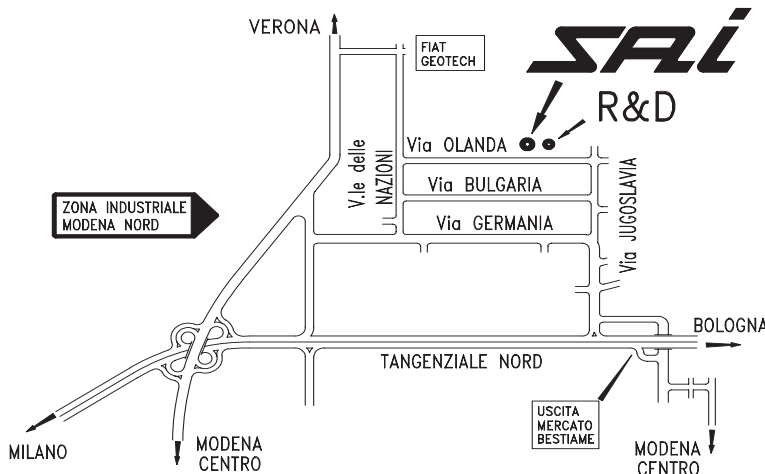 VERONA
FIAT
GEOTECH
SAi
R&D
Via OLANDA
V.le delle
NAZIONI
Via BULGARIA
Via JUGOSLAVIA
ZONA INDUSTRIALE
MODENA NORD
Via GERMANIA
BOLOGNA
TANGENZIALE NORD
USCITA
MERCATO
BESTIAME
MILANO
MODENA
CENTRO
MODENA
CENTRO